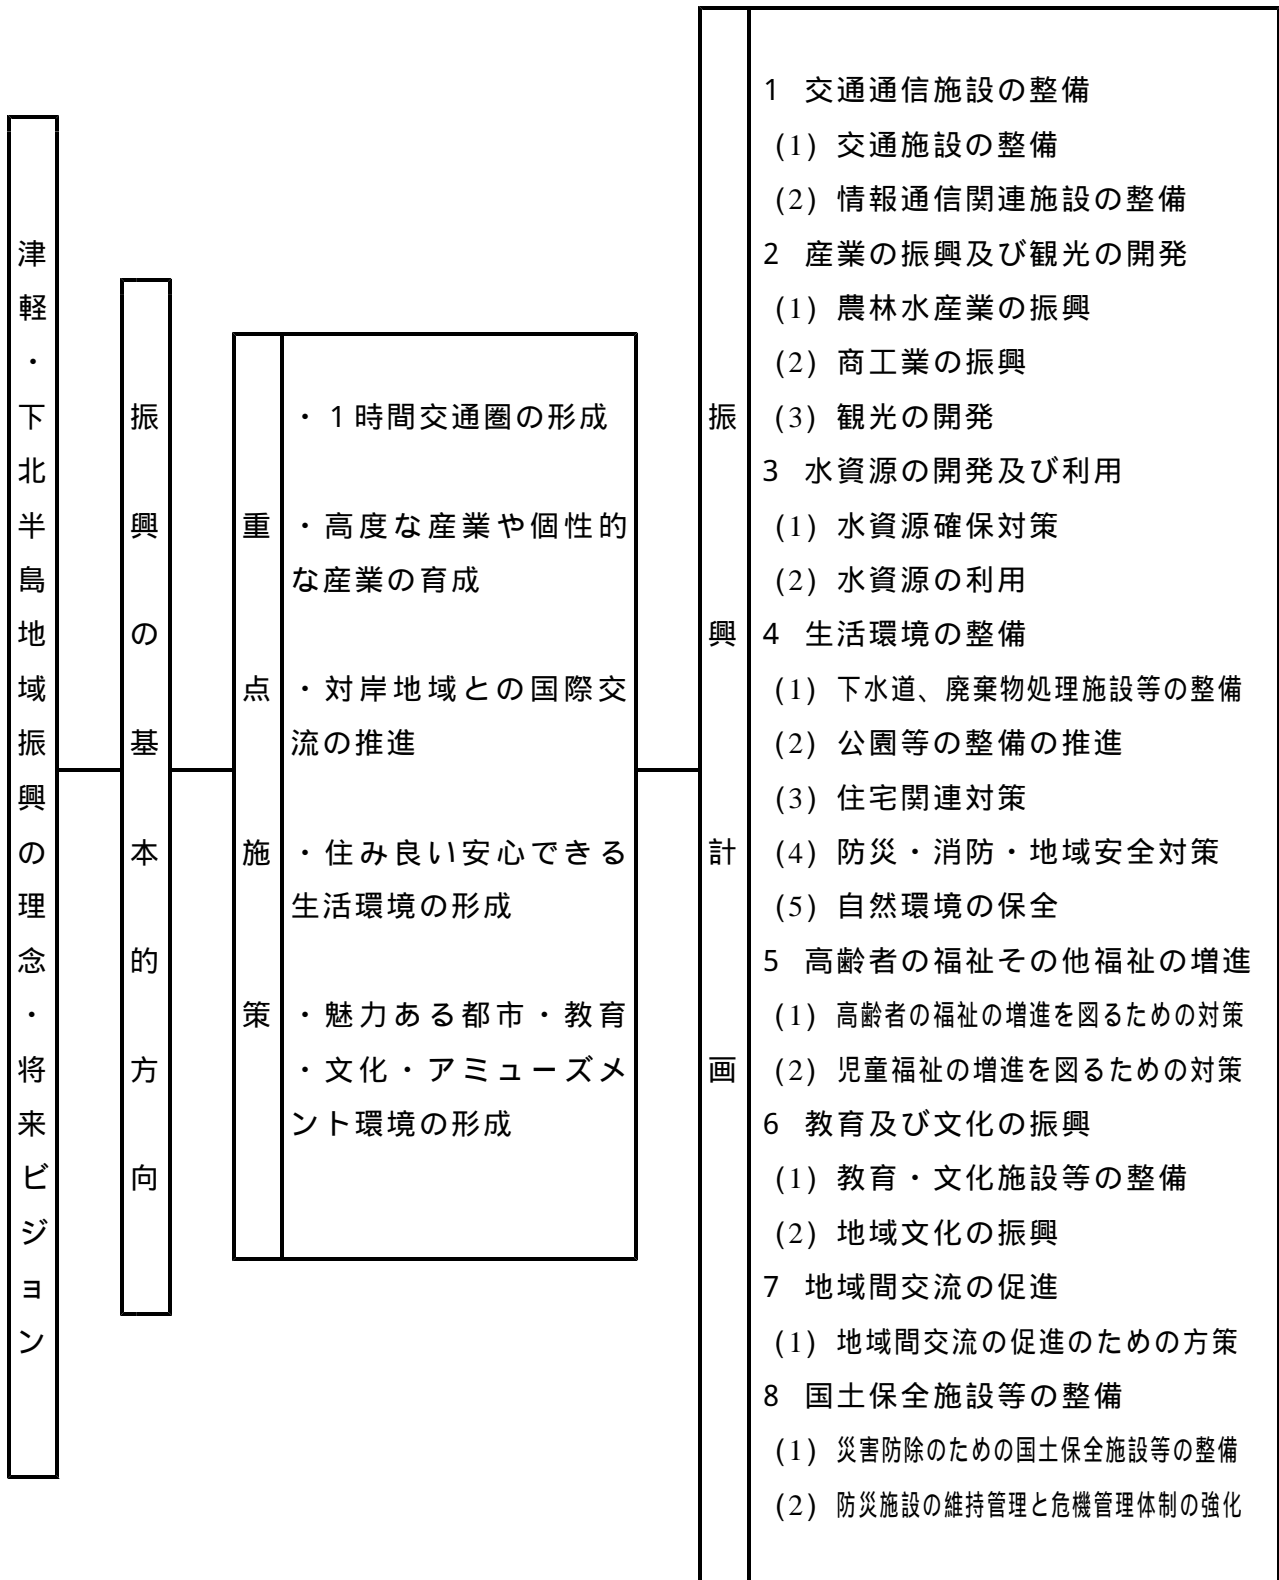 津軽・下北半島地域振興の理念・将来ビジョン
振興の基本的方向
重点施策
・1時間交通圏の形成
・高度な産業や個性的
な産業の育成
・対岸地域との国際交
流の推進
・住み良い安心できる
生活環境の形成
・魅力ある都市・教育
・文化・アミューズメ
ント環境の形成
振興計画
1 交通通信施設の整備
(1) 交通施設の整備
(2) 情報通信関連施設の整備
2 産業の振興及び観光の開発
(1) 農林水産業の振興
(2) 商工業の振興
(3) 観光の開発
3 水資源の開発及び利用
(1) 水資源確保対策
(2) 水資源の利用
4 生活環境の整備
(1) 下水道、廃棄物処理施設等の整備
(2) 公園等の整備の推進
(3) 住宅関連対策
(4) 防災・消防・地域安全対策
(5) 自然環境の保全
5 高齢者の福祉その他福祉の増進
(1) 高齢者の福祉の増進を図るための対策
(2) 児童福祉の増進を図るための対策
6 教育及び文化の振興
(1) 教育・文化施設等の整備
(2) 地域文化の振興
7 地域間交流の促進
(1) 地域間交流の促進のための方策
8 国土保全施設等の整備
(1) 災害防除のための国土保全施設等の整備
(2) 防災施設の維持管理と危機管理体制の強化